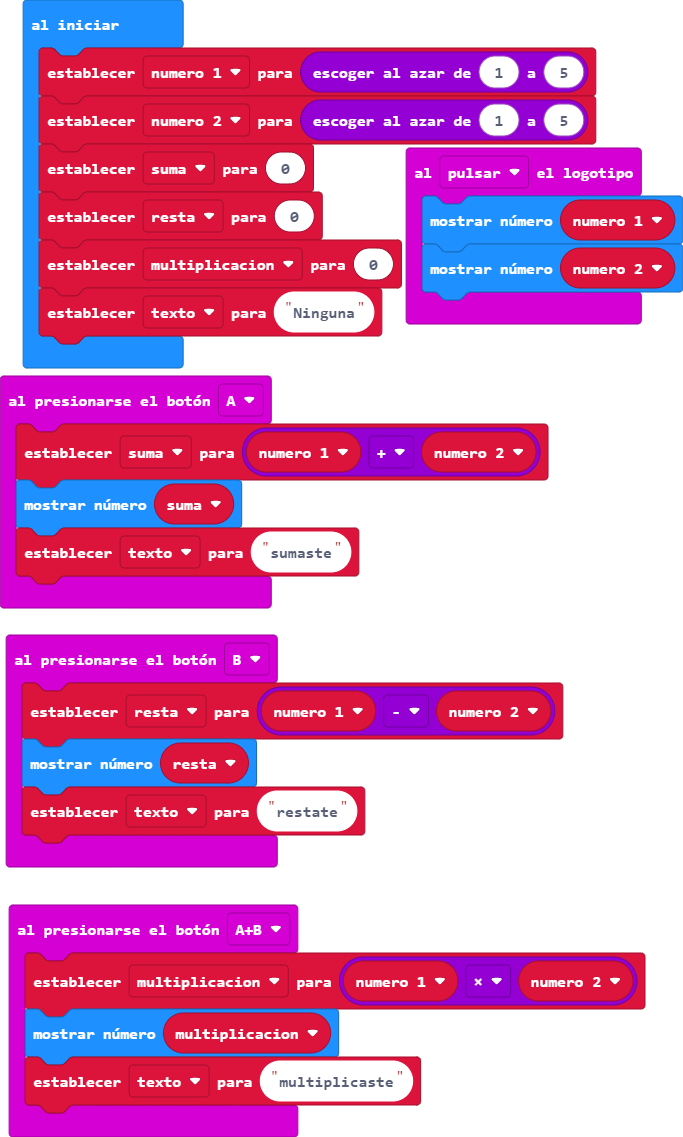 al iniciar
establecer numero 1 para escoger al azar de 1 a 5
establecer numero 2 para escoger al azar de 1 a 5
establecer suma para 0
establecer resta para 0
establecer multiplicacion para 0
establecer texto para "Ninguna"
al pulsar el logotipo
mostrar número numero 1
mostrar número numero 2
al presionarse el botón A
establecer suma para numero 1 + numero 2
mostrar número suma
establecer texto para "sumaste"
al presionarse el botón B
establecer resta para numero 1 - numero 2
mostrar número resta
establecer texto para "restate"
al presionarse el botón A+B
establecer multiplicacion para numero 1 × numero 2
mostrar número multiplicacion
establecer texto para "multiplicaste"